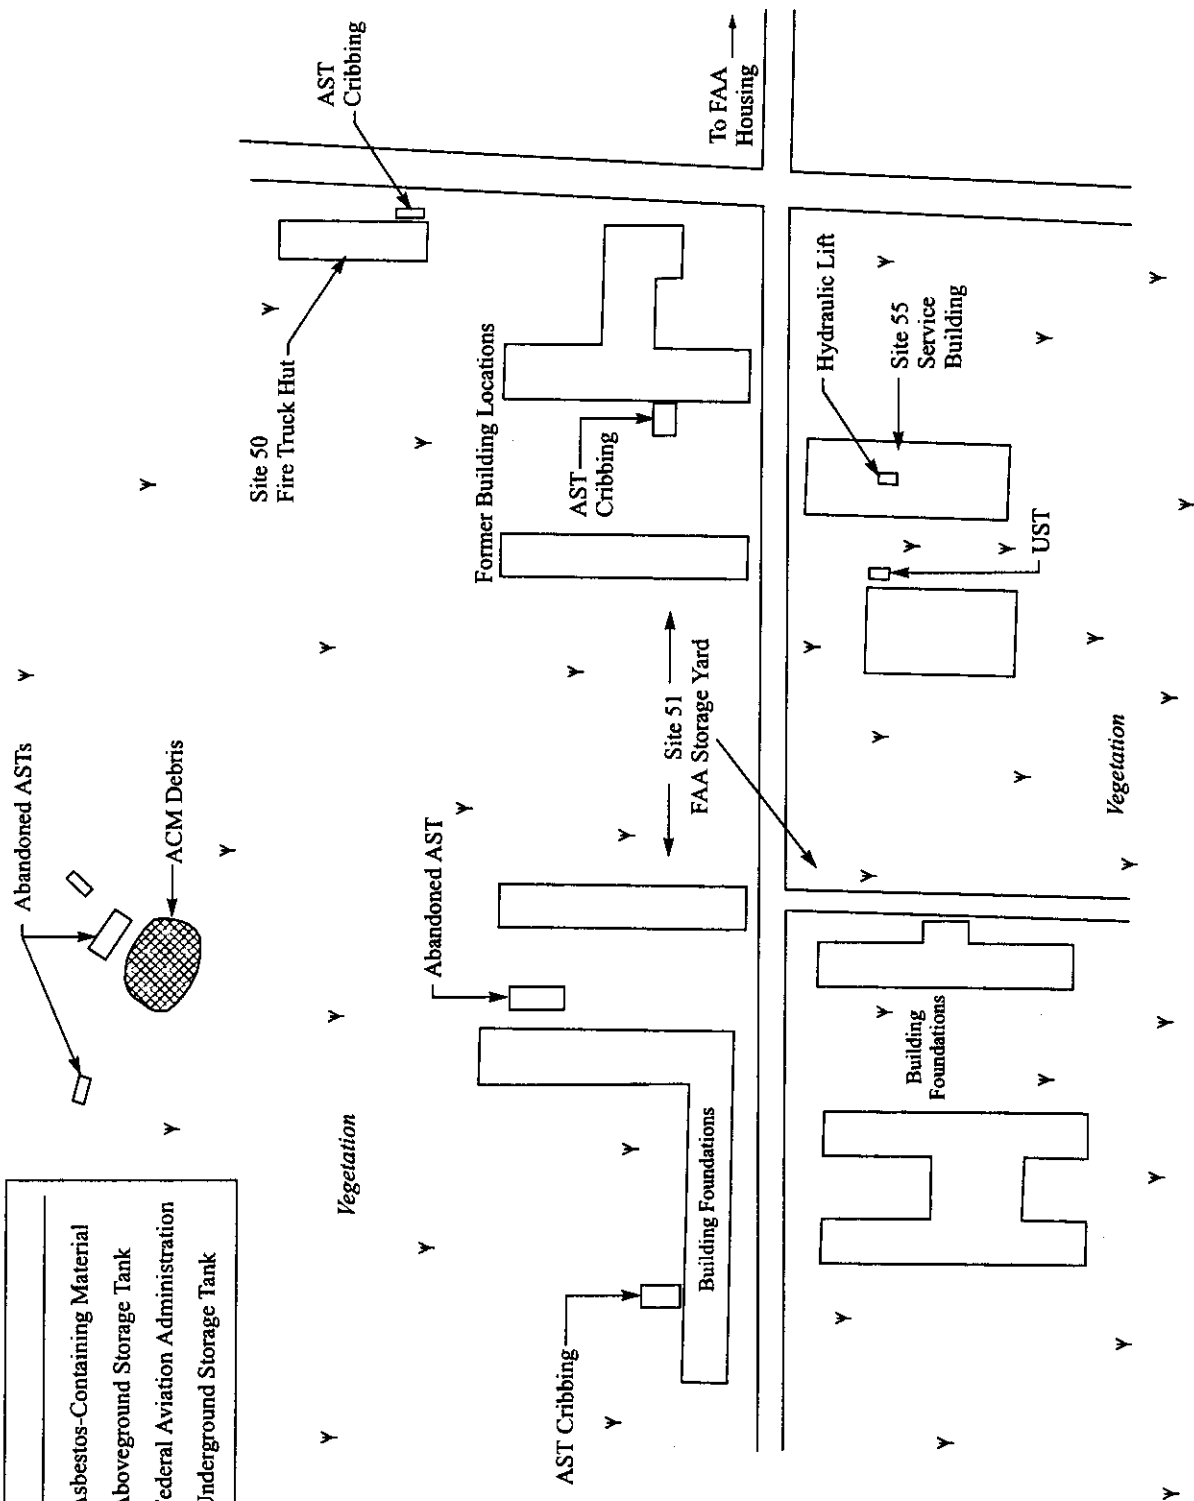 Abandoned ASTs
ACM Debris
AST
Cribbing
Site 50
Fire Truck Hut
To FAA
Housing
Former Building Locations
AST
Cribbing
Abandoned AST
Site 51
FAA Storage Yard
Hydraulic Lift
Site 55
Service
Building
UST
Vegetation
Vegetation
Building Foundations
AST Cribbing
Building
Foundations
Asbestos-Containing Material
Aboveground Storage Tank
Federal Aviation Administration
Underground Storage Tank